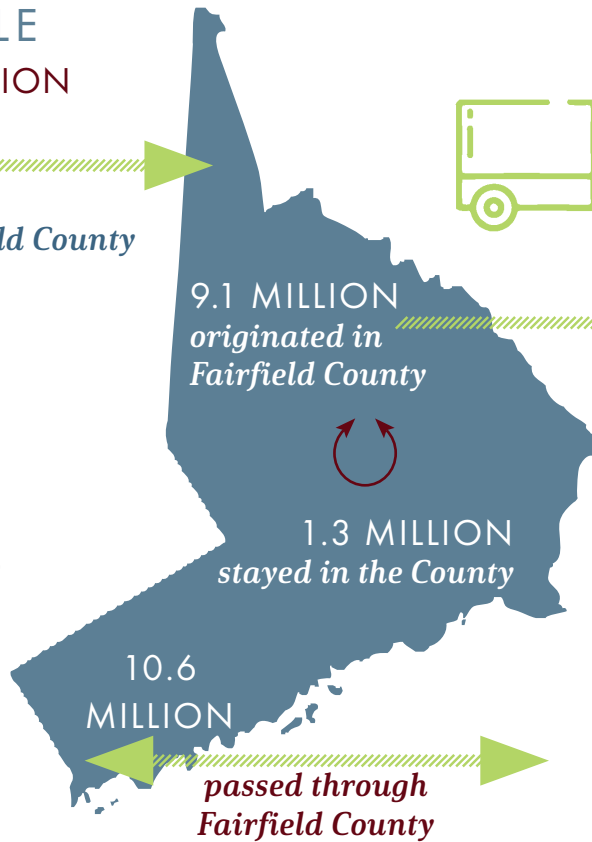 LE
ION
ld County
9.1 MILLION
originated in
Fairfield County
1.3 MILLION
stayed in the County
10.6
MILLION
passed through
Fairfield County